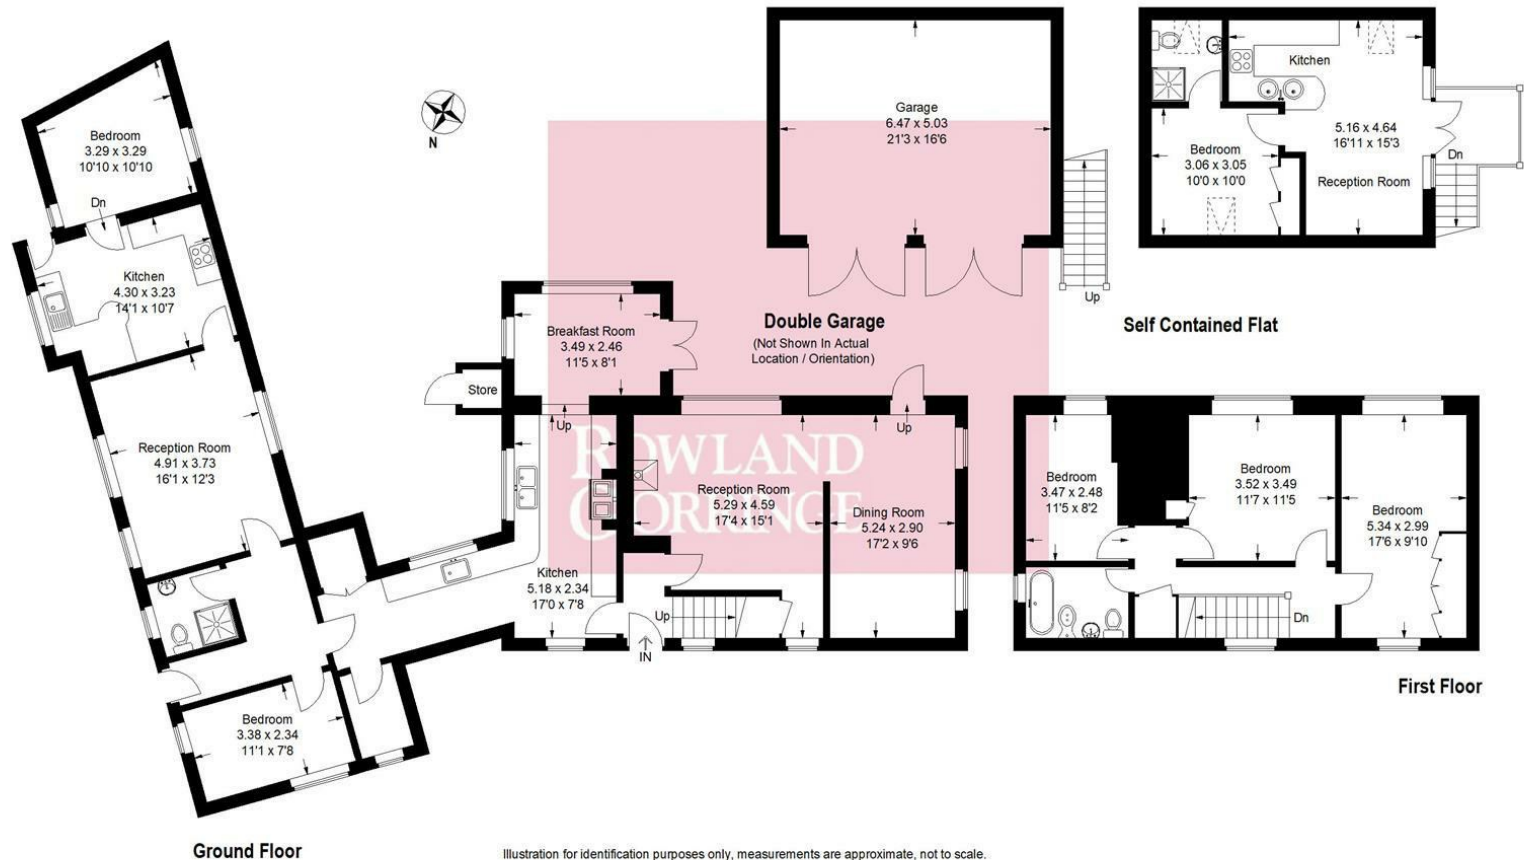 Bedroom
3.29 x 3.29
10'10 x 10'10
Dn
Kitchen
4.30 x 3.23
14'1 x 10'7
Reception Room
4.91 x 3.73
16'1 x 12'3
Bedroom
3.38 x 2.34
11'1 x 7'8
Ground Floor
N
Breakfast Room
3.49 x 2.46
11'5 x 8'1
Store
Up
Kitchen
5.18 x 2.34
17'0 x 7'8
ROWLAND
GORRINGE
Reception Room
5.29 x 4.59
17'4 x 15'1
Dining Room
5.24 x 2.90
17'2 x 9'6
Up
Up
IN
Garage
6.47 x 5.03
21'3 x 16'6
Up
Double Garage
(Not Shown In Actual
Location / Orientation)
Kitchen
5.16 x 4.64
16'11 x 15'3
Reception Room
Bedroom
3.06 x 3.05
10'0 x 10'0
Dn
Self Contained Flat
Bedroom
3.47 x 2.48
11'5 x 8'2
Bedroom
3.52 x 3.49
11'7 x 11'5
Bedroom
5.34 x 2.99
17'6 x 9'10
Dn
First Floor
Illustration for identification purposes only, measurements are approximate, not to scale.